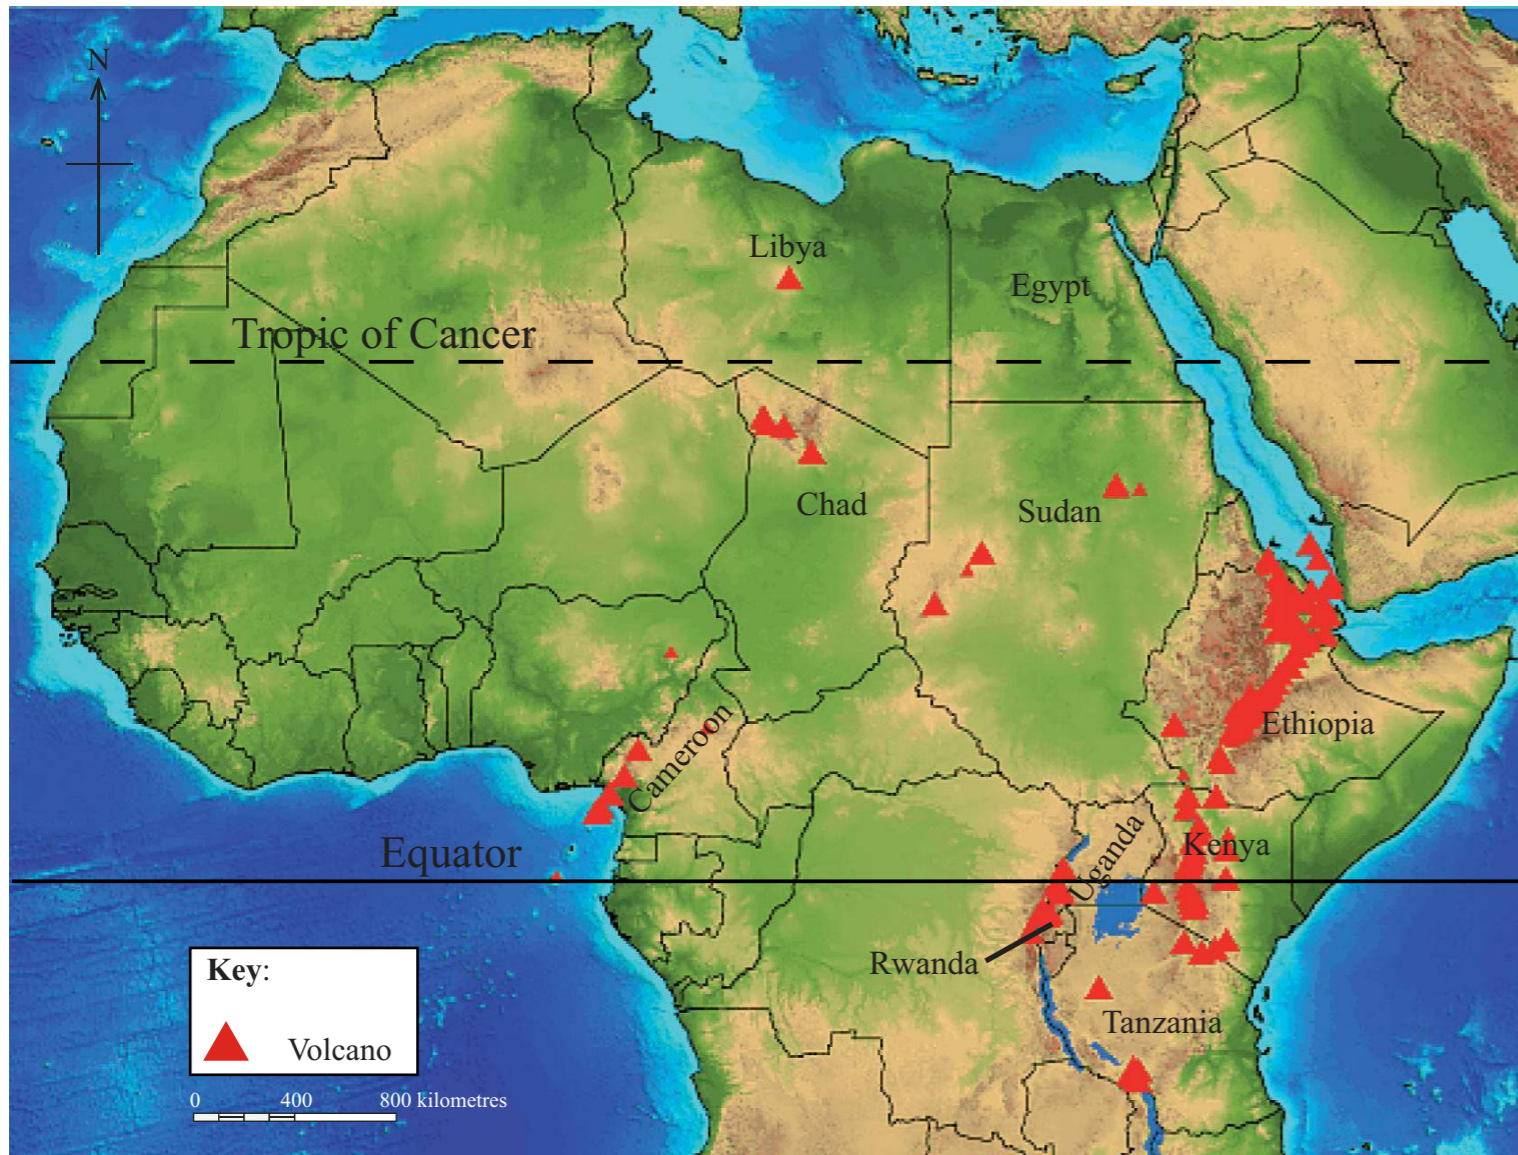 N
Libya
Egypt
Tropic of Cancer
Chad
Sudan
Cameroon
Ethiopia
Equator
Uganda
Kenya
Rwanda
Tanzania
Key:
Volcano
0 400 800 kilometres